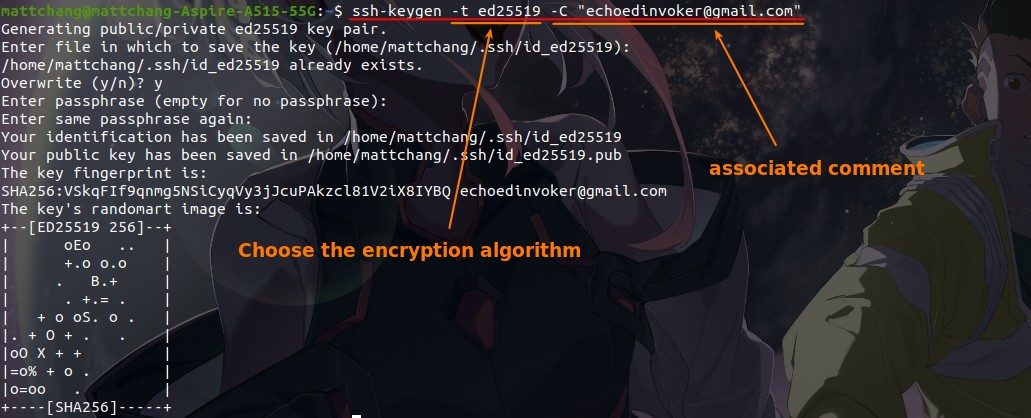 mattchang@mattchang-Aspire-A515-55G:~$ ssh-keygen -t ed25519 -C "echoedinvoker@gmail.com"
Generating public/private ed25519 key pair.
Enter file in which to save the key (/home/mattchang/.ssh/id_ed25519):
/home/mattchang/.ssh/id_ed25519 already exists.
Overwrite (y/n)? y
Enter passphrase (empty for no passphrase):
Enter same passphrase again:
Your identification has been saved in /home/mattchang/.ssh/id_ed25519
Your public key has been saved in /home/mattchang/.ssh/id_ed25519.pub
associated comment
The key fingerprint is:
SHA256:VSkqFIf9qnmg5NSiCyqVy3jJcuPAkzcl81V2iX8IYBQ echoedinvoker@gmail.com
The key's randomart image is:
+--[ED25519 256]--+
|      oEo   ..   |
Choose the encryption algorithm
|      +.o o.o    |
|     .   B.+     |
|      . +.= .    |
|   + o oS. o .   |
|. + O + .   .    |
|oO X + +         |
|=o% + o .        |
|o=oo   .         |
+----[SHA256]-----+